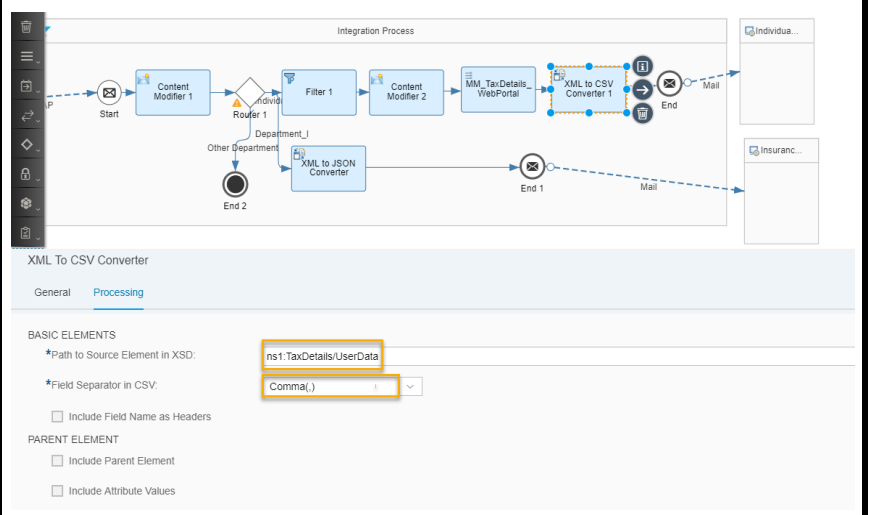 Integration Process
Individua...
Content
Modifier 1
Filter 1
Content
Modifier 2
MM_TaxDetails_
WebPortal
XML to CSV
Converter 1
Mail
Start
Router 1
End
Department_I
Other Department
XML to JSON
Converter
Insuranc...
End 1
Mail
End 2
XML To CSV Converter
General
Processing
BASIC ELEMENTS
*Path to Source Element in XSD:
ns1:TaxDetails/UserData
*Field Separator in CSV:
Comma(,)
Include Field Name as Headers
PARENT ELEMENT
Include Parent Element
Include Attribute Values